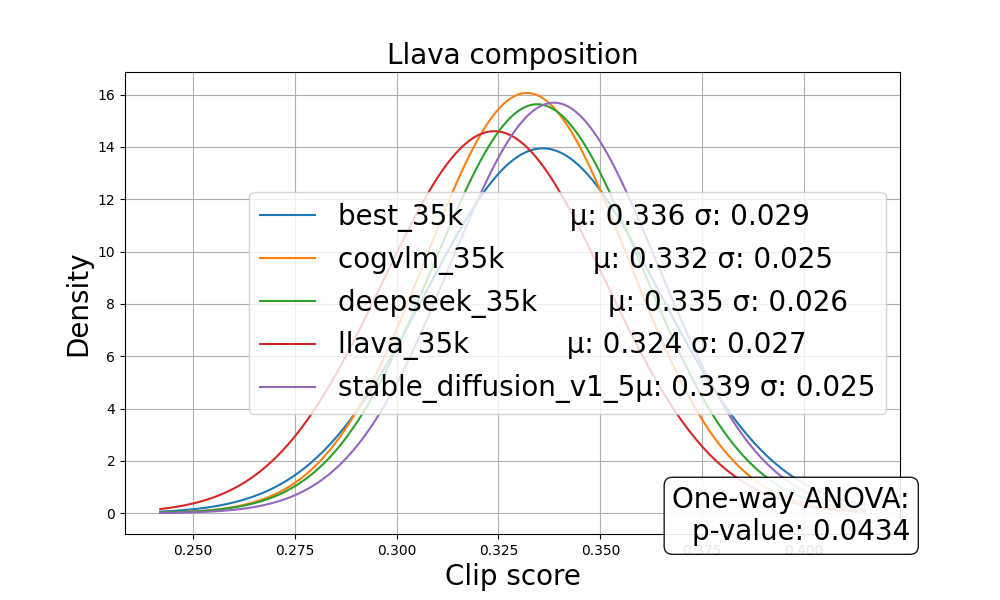 Llava composition
Density
16
14
12
10
8
6
4
2
0
best_35k μ: 0.336 σ: 0.029
cogvlm_35k μ: 0.332 σ: 0.025
deepseek_35k μ: 0.335 σ: 0.026
llava_35k μ: 0.324 σ: 0.027
stable_diffusion_v1_5μ: 0.339 σ: 0.025
One-way ANOVA:
p-value: 0.0434
0.250 0.275 0.300 0.325 0.350 0.375 0.400
Clip score